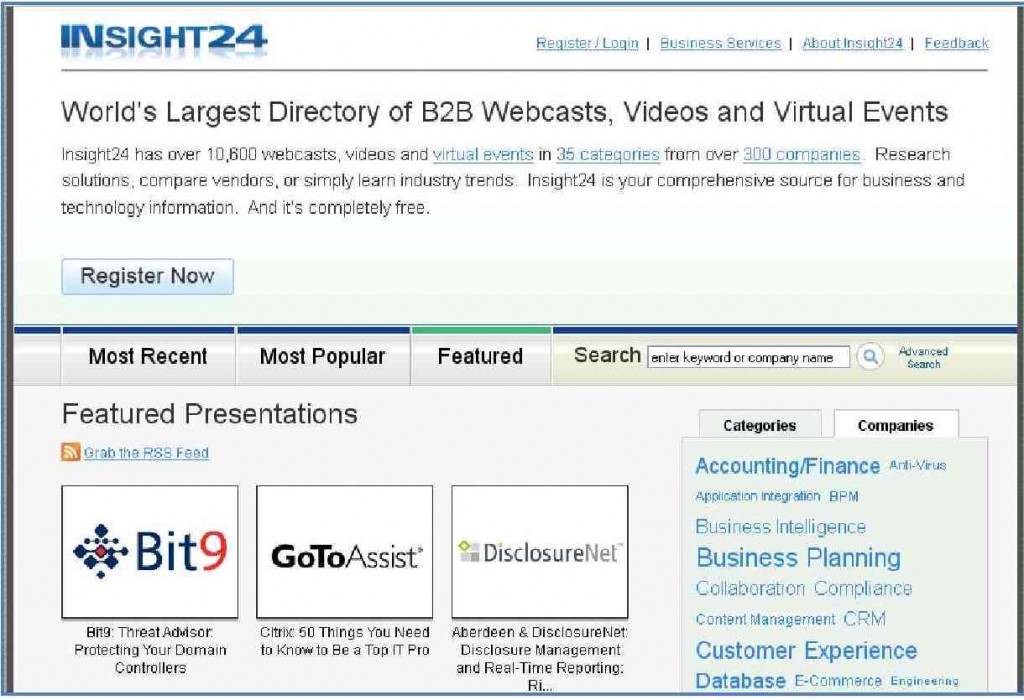 INSIGHT24
Register / Login | Business Services | About Insight24 | Feedback
World's Largest Directory of B2B Webcasts, Videos and Virtual Events
Insight24 has over 10,600 webcasts, videos and virtual events in 35 categories from over 300 companies. Research
solutions, compare vendors, or simply learn industry trends. Insight24 is your comprehensive source for business and
technology information. And it's completely free.
Register Now
Most Recent
Most Popular
Featured
Search
enter keyword or company name
Advanced
Search
Featured Presentations
Grab the RSS Feed
Bit9
GoToAssist®
DisclosureNet™
Bit9: Threat Advisor:
Protecting Your Domain
Controllers
Citrix: 50 Things You Need
to Know to Be a Top IT Pro
Aberdeen & DisclosureNet:
Disclosure Management
and Real-Time Reporting:
Ri...
Categories
Companies
Accounting/Finance Anti-Virus
Application Integration BPM
Business Intelligence
Business Planning
Collaboration Compliance
Content Management CRM
Customer Experience
Database E-Commerce Engineering